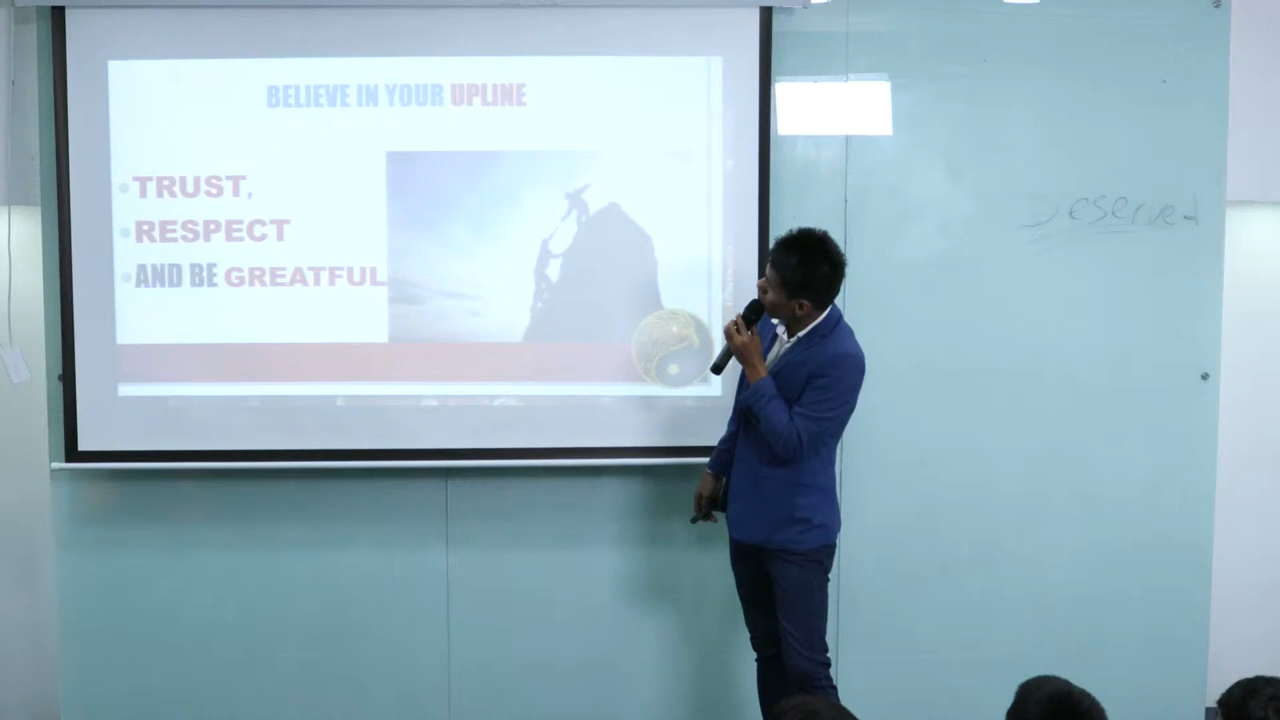 BELIEVE IN YOUR UPLINE
•TRUST,
•RESPECT
•AND BE GREATFUL
Deserved